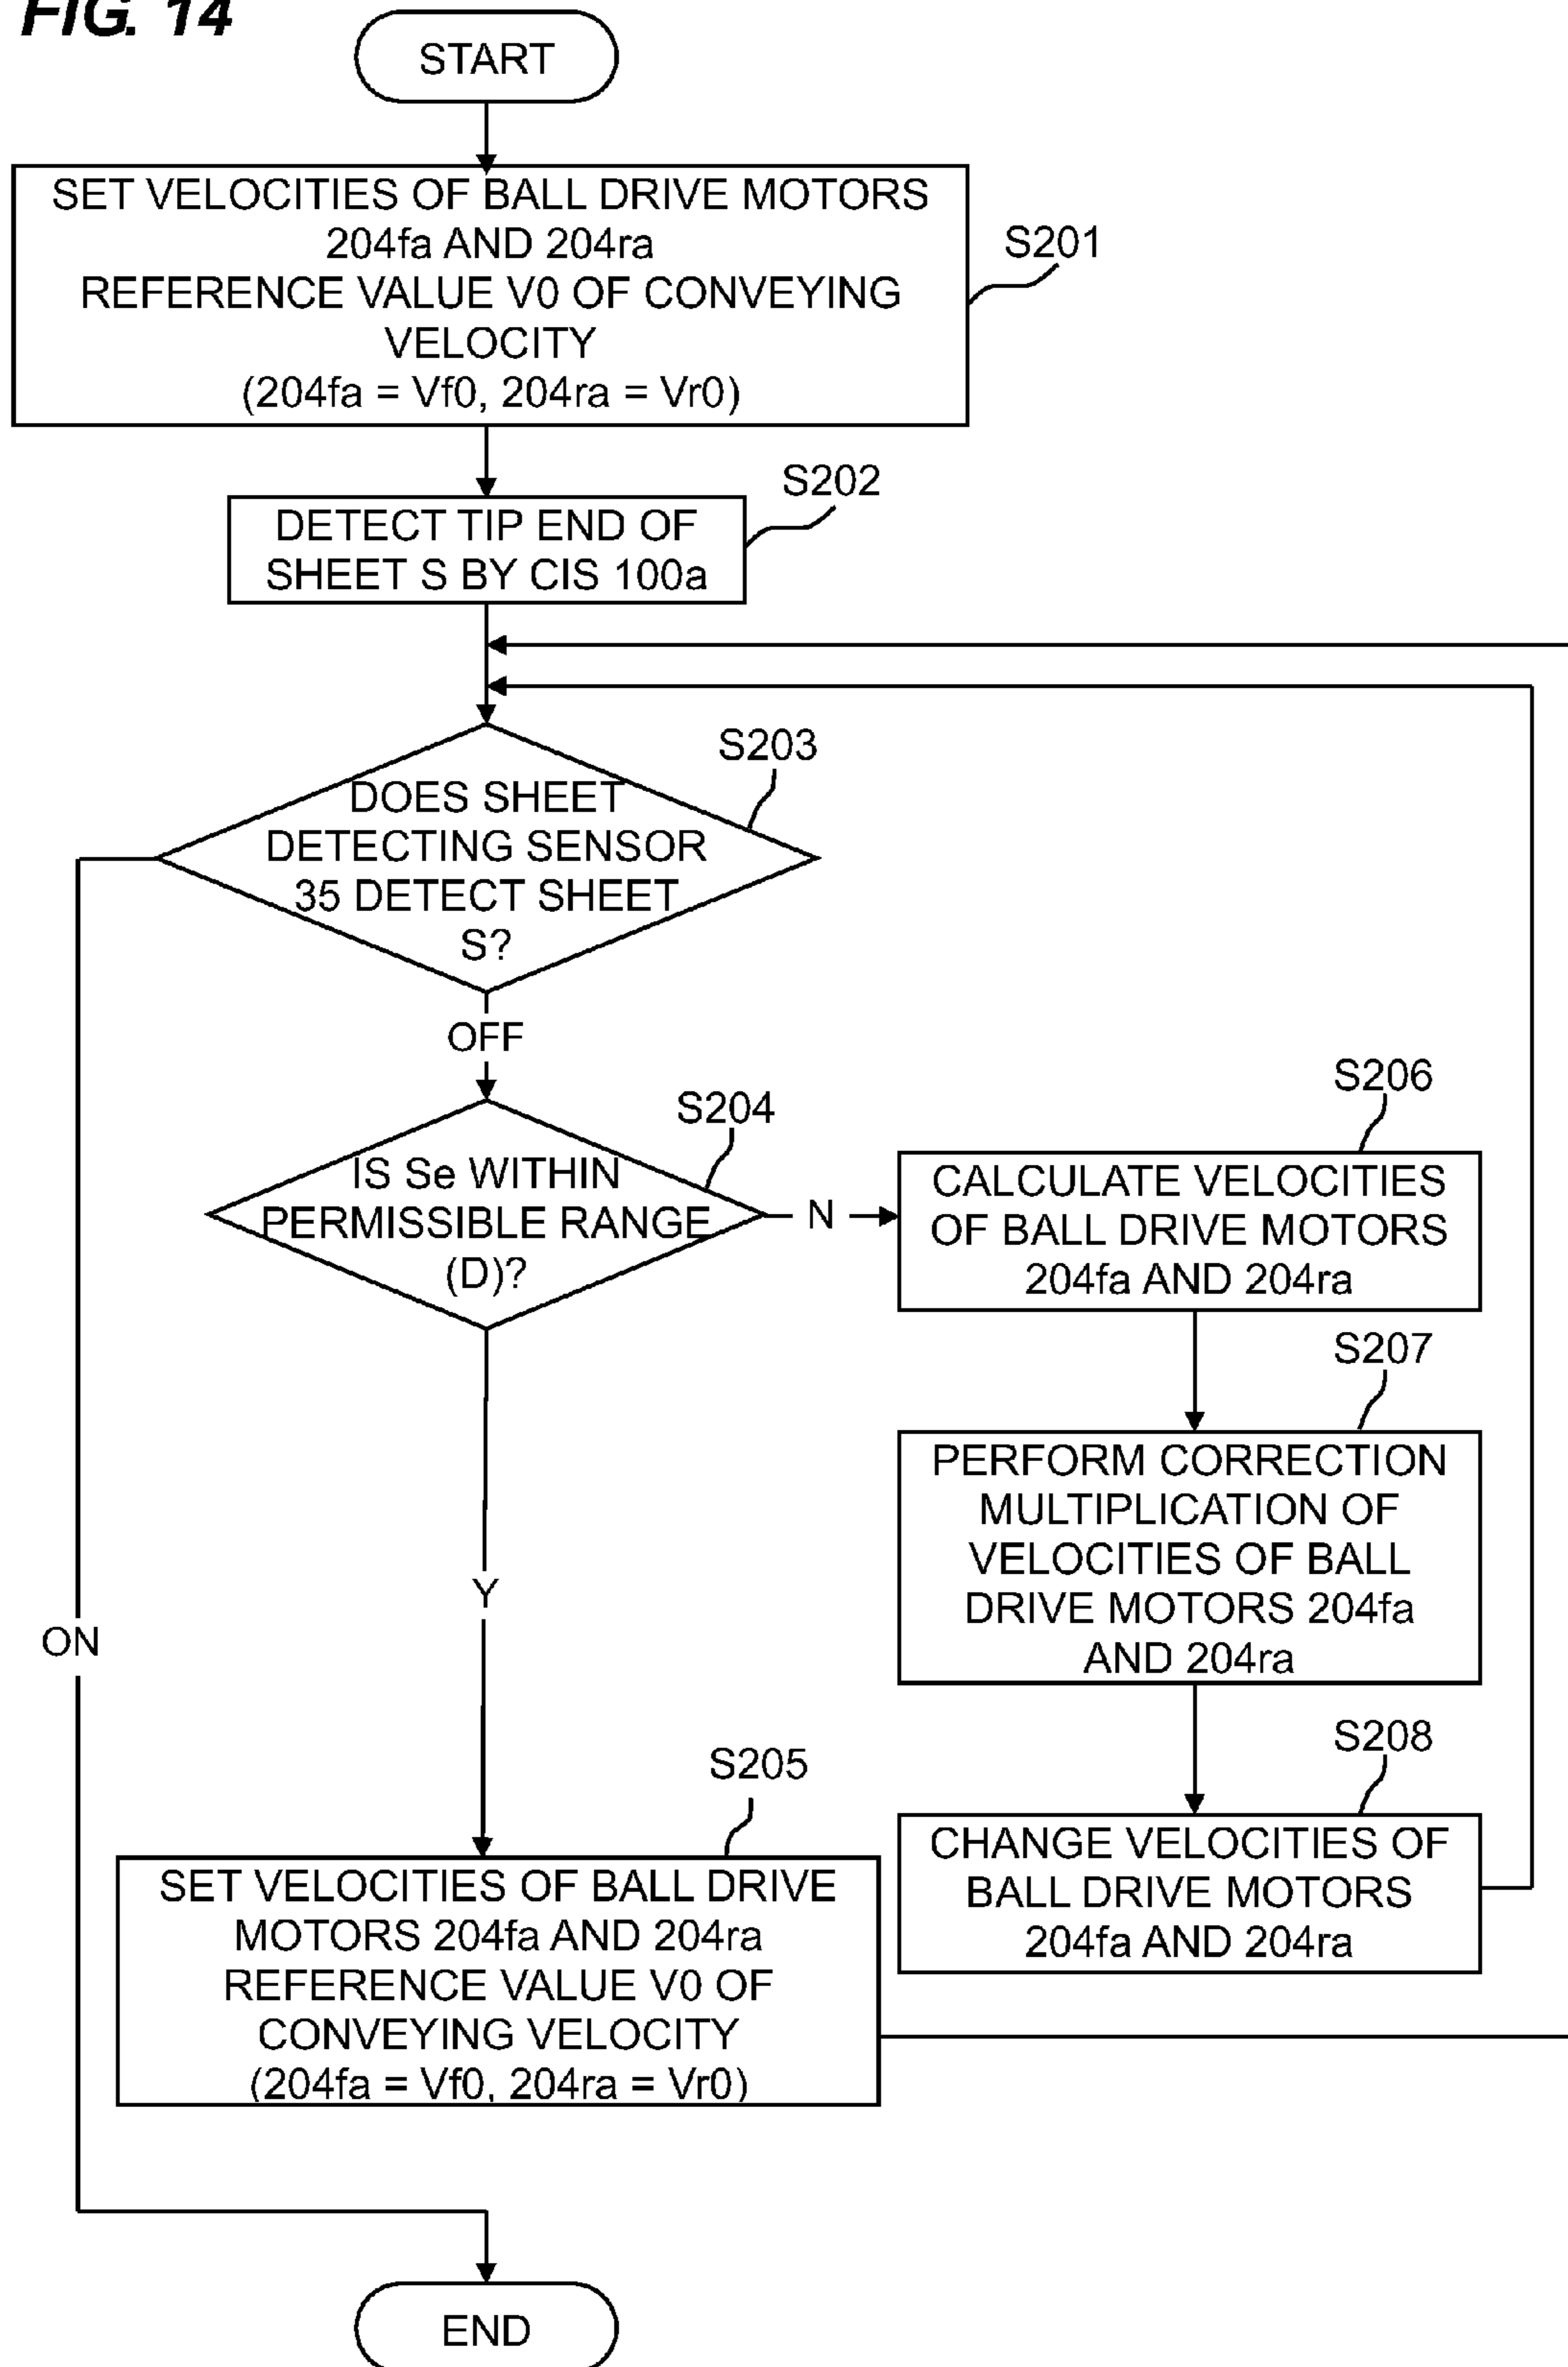 FIG. 14
START
SET VELOCITIES OF BALL DRIVE MOTORS
204fa AND 204ra
REFERENCE VALUE V0 OF CONVEYING
VELOCITY
(204fa = Vf0, 204ra = Vr0)
S201
S202
DETECT TIP END OF
SHEET S BY CIS 100a
S203
DOES SHEET
DETECTING SENSOR
35 DETECT SHEET
S?
OFF
S204
IS Se WITHIN
PERMISSIBLE RANGE
(D)?
N
S206
CALCULATE VELOCITIES
OF BALL DRIVE MOTORS
204fa AND 204ra
S207
PERFORM CORRECTION
MULTIPLICATION OF
VELOCITIES OF BALL
DRIVE MOTORS 204fa
AND 204ra
Y
ON
S208
CHANGE VELOCITIES OF
BALL DRIVE MOTORS
204fa AND 204ra
S205
SET VELOCITIES OF BALL DRIVE
MOTORS 204fa AND 204ra
REFERENCE VALUE V0 OF
CONVEYING VELOCITY
(204fa = Vf0, 204ra = Vr0)
END